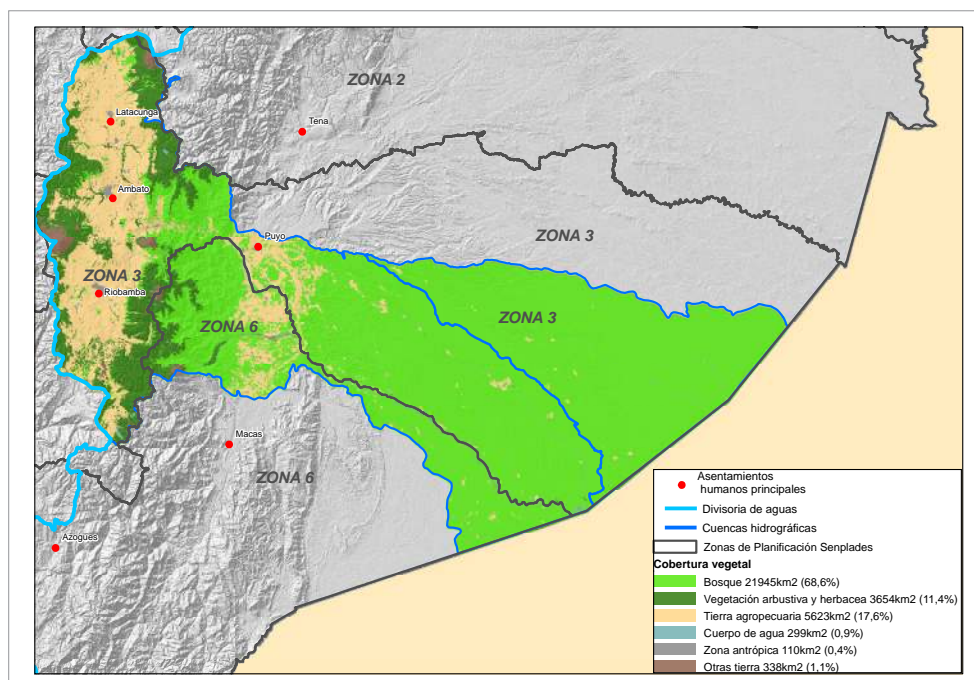 ZONA 2
Latacunga
Tena
Ambato
Puyo
ZONA 3
ZONA 3
Riobamba
ZONA 6
ZONA 3
Macas
ZONA 6
Azogues
Asentamientos
humanos principales
Divisoria de aguas
Cuencas hidrográficas
Zonas de Planificación Senplades
Cobertura vegetal
Bosque 21945km2 (68,6%)
Vegetación arbustiva y herbacea 3654km2 (11,4%)
Tierra agropecuaria 5623km2 (17,6%)
Cuerpo de agua 299km2 (0,9%)
Zona antrópica 110km2 (0,4%)
Otras tierra 338km2 (1,1%)